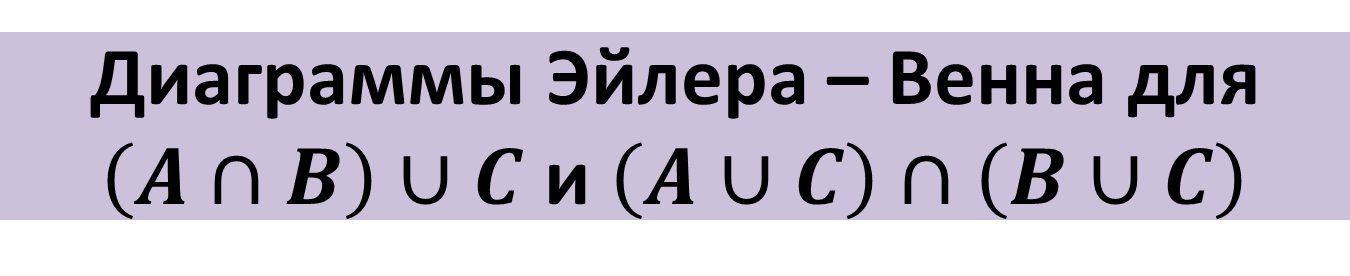 Диаграммы Эйлера – Венна для
(A ∩ B) ∪ C и (A ∪ C) ∩ (B ∪ C)